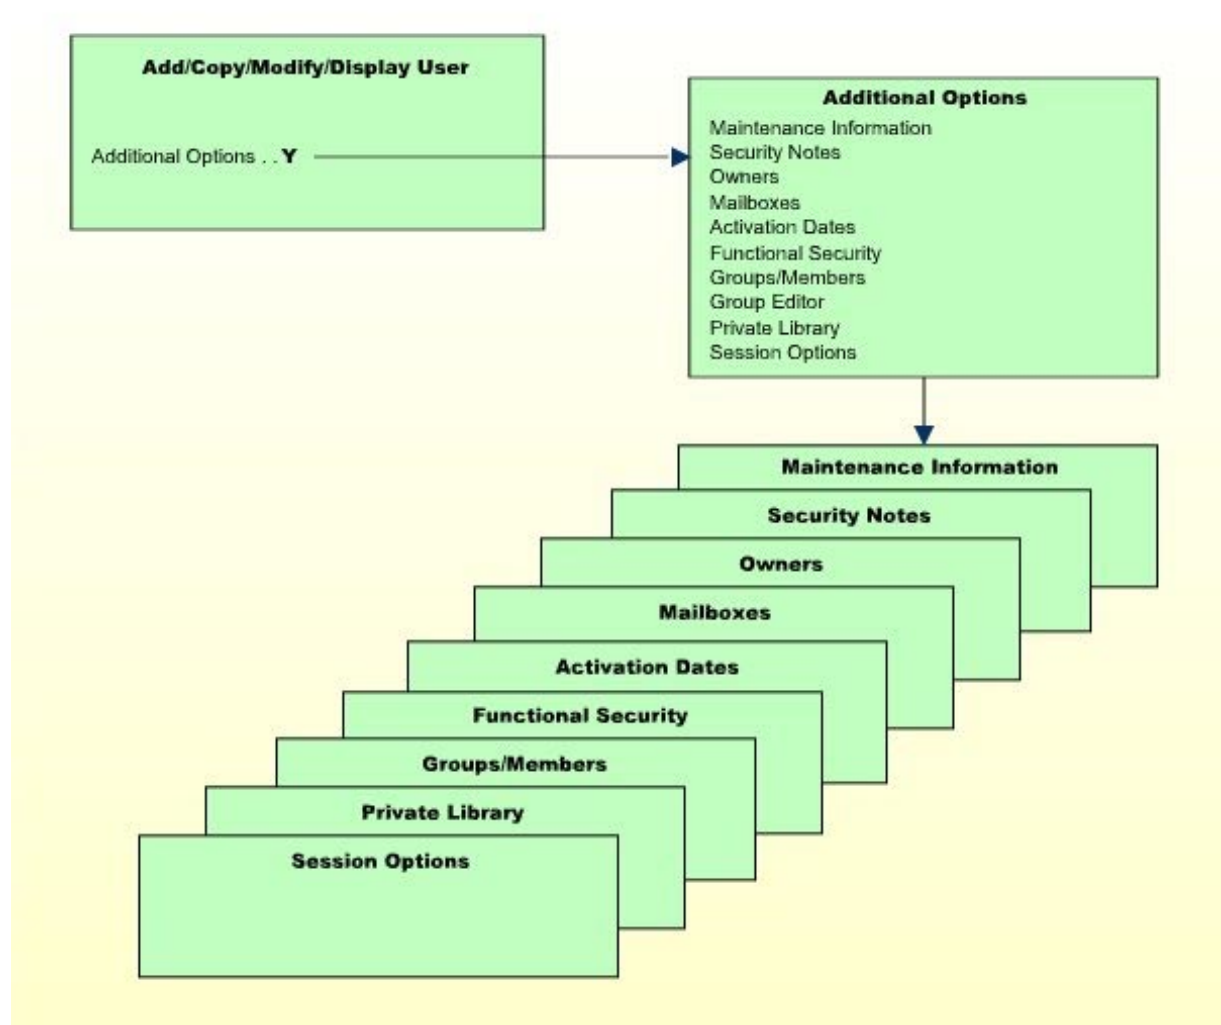 Add/Copy/Modify/Display User
Additional Options . . Y
Additional Options
Maintenance Information
Security Notes
Owners
Mailboxes
Activation Dates
Functional Security
Groups/Members
Group Editor
Private Library
Session Options
Maintenance Information
Security Notes
Owners
Mailboxes
Activation Dates
Functional Security
Groups/Members
Private Library
Session Options